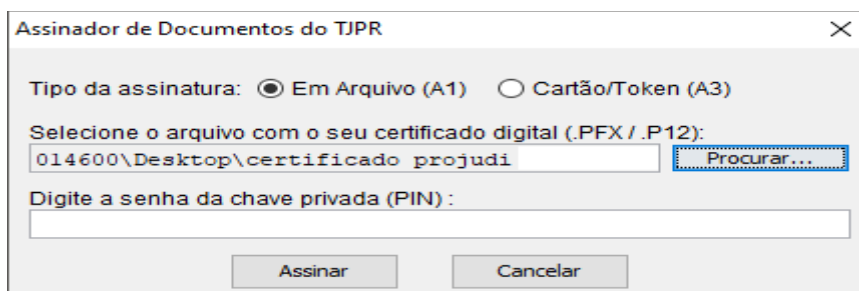 Assinador de Documentos do TJPR
Tipo da assinatura: Em Arquivo (A1) Cartão/Token (A3)
Selecione o arquivo com o seu certificado digital (.PFX / .P12):
014600\Desktop\certificado projudi Procurar...
Digite a senha da chave privada (PIN) :
Assinar Cancelar